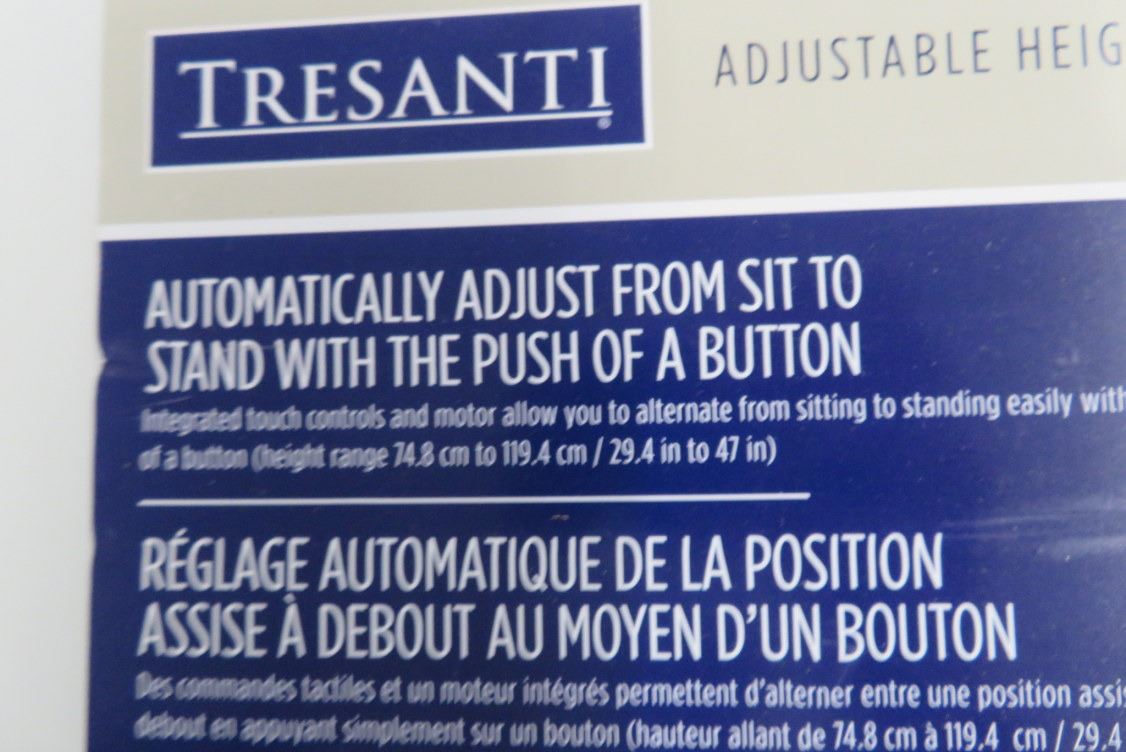 TRESANTI
ADJUSTABLE HEIG
AUTOMATICALLY ADJUST FROM SIT TO
STAND WITH THE PUSH OF A BUTTON
Integrated touch controls and motor allow you to alternate from sitting to standing easily with
of a button (height range 74.8 cm to 119.4 cm / 29.4 in to 47 in)
RÉGLAGE AUTOMATIQUE DE LA POSITION
ASSISE À DEBOUT AU MOYEN D'UN BOUTON
Des commandes tactiles et un moteur intégrés permettent d'alterner entre une position assis
debout en appuyant simplement sur un bouton (hauteur allant de 74.8 cm à 119.4 cm / 29.4